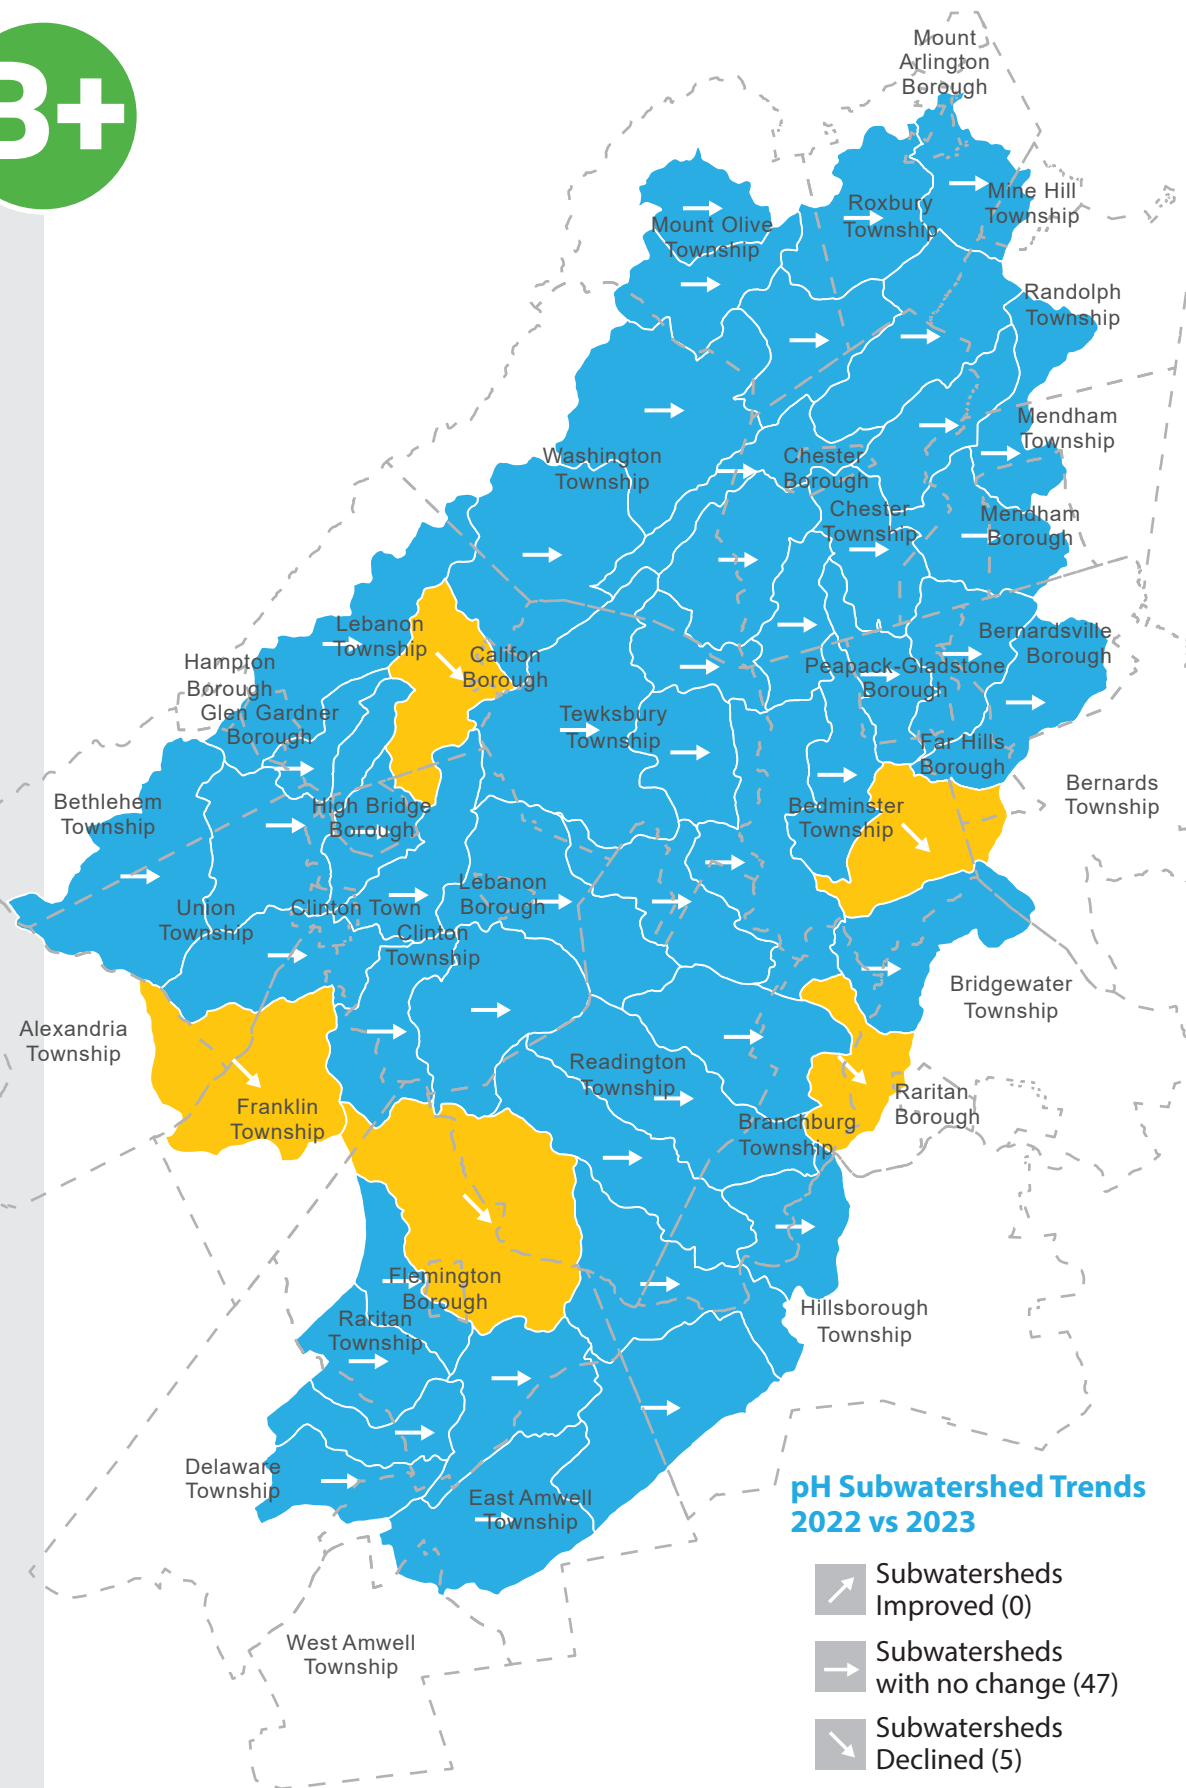 B+
Mount
Arlington
Borough
Mine Hill
Township
Roxbury
Township
Mount Olive
Township
Randolph
Township
Mendham
Township
Washington
Township
Chester
Borough
Chester
Township
Mendham
Borough
Lebanon
Township
Califon
Borough
Bernardsville
Borough
Peapack-Gladstone
Borough
Hampton
Borough
Glen Gardner
Borough
Tewksbury
Township
Far Hills
Borough
Bernards
Township
Bethlehem
Township
High Bridge
Borough
Bedminster
Township
Union
Township
Clinton Town
Lebanon
Borough
Clinton
Township
Bridgewater
Township
Alexandria
Township
Readington
Township
Franklin
Township
Raritan
Borough
Branchburg
Township
Flemington
Borough
Raritan
Township
Hillsborough
Township
Delaware
Township
East Amwell
Township
West Amwell
Township
pH Subwatershed Trends
2022 vs 2023
Subwatersheds
Improved (0)
Subwatersheds
with no change (47)
Subwatersheds
Declined (5)